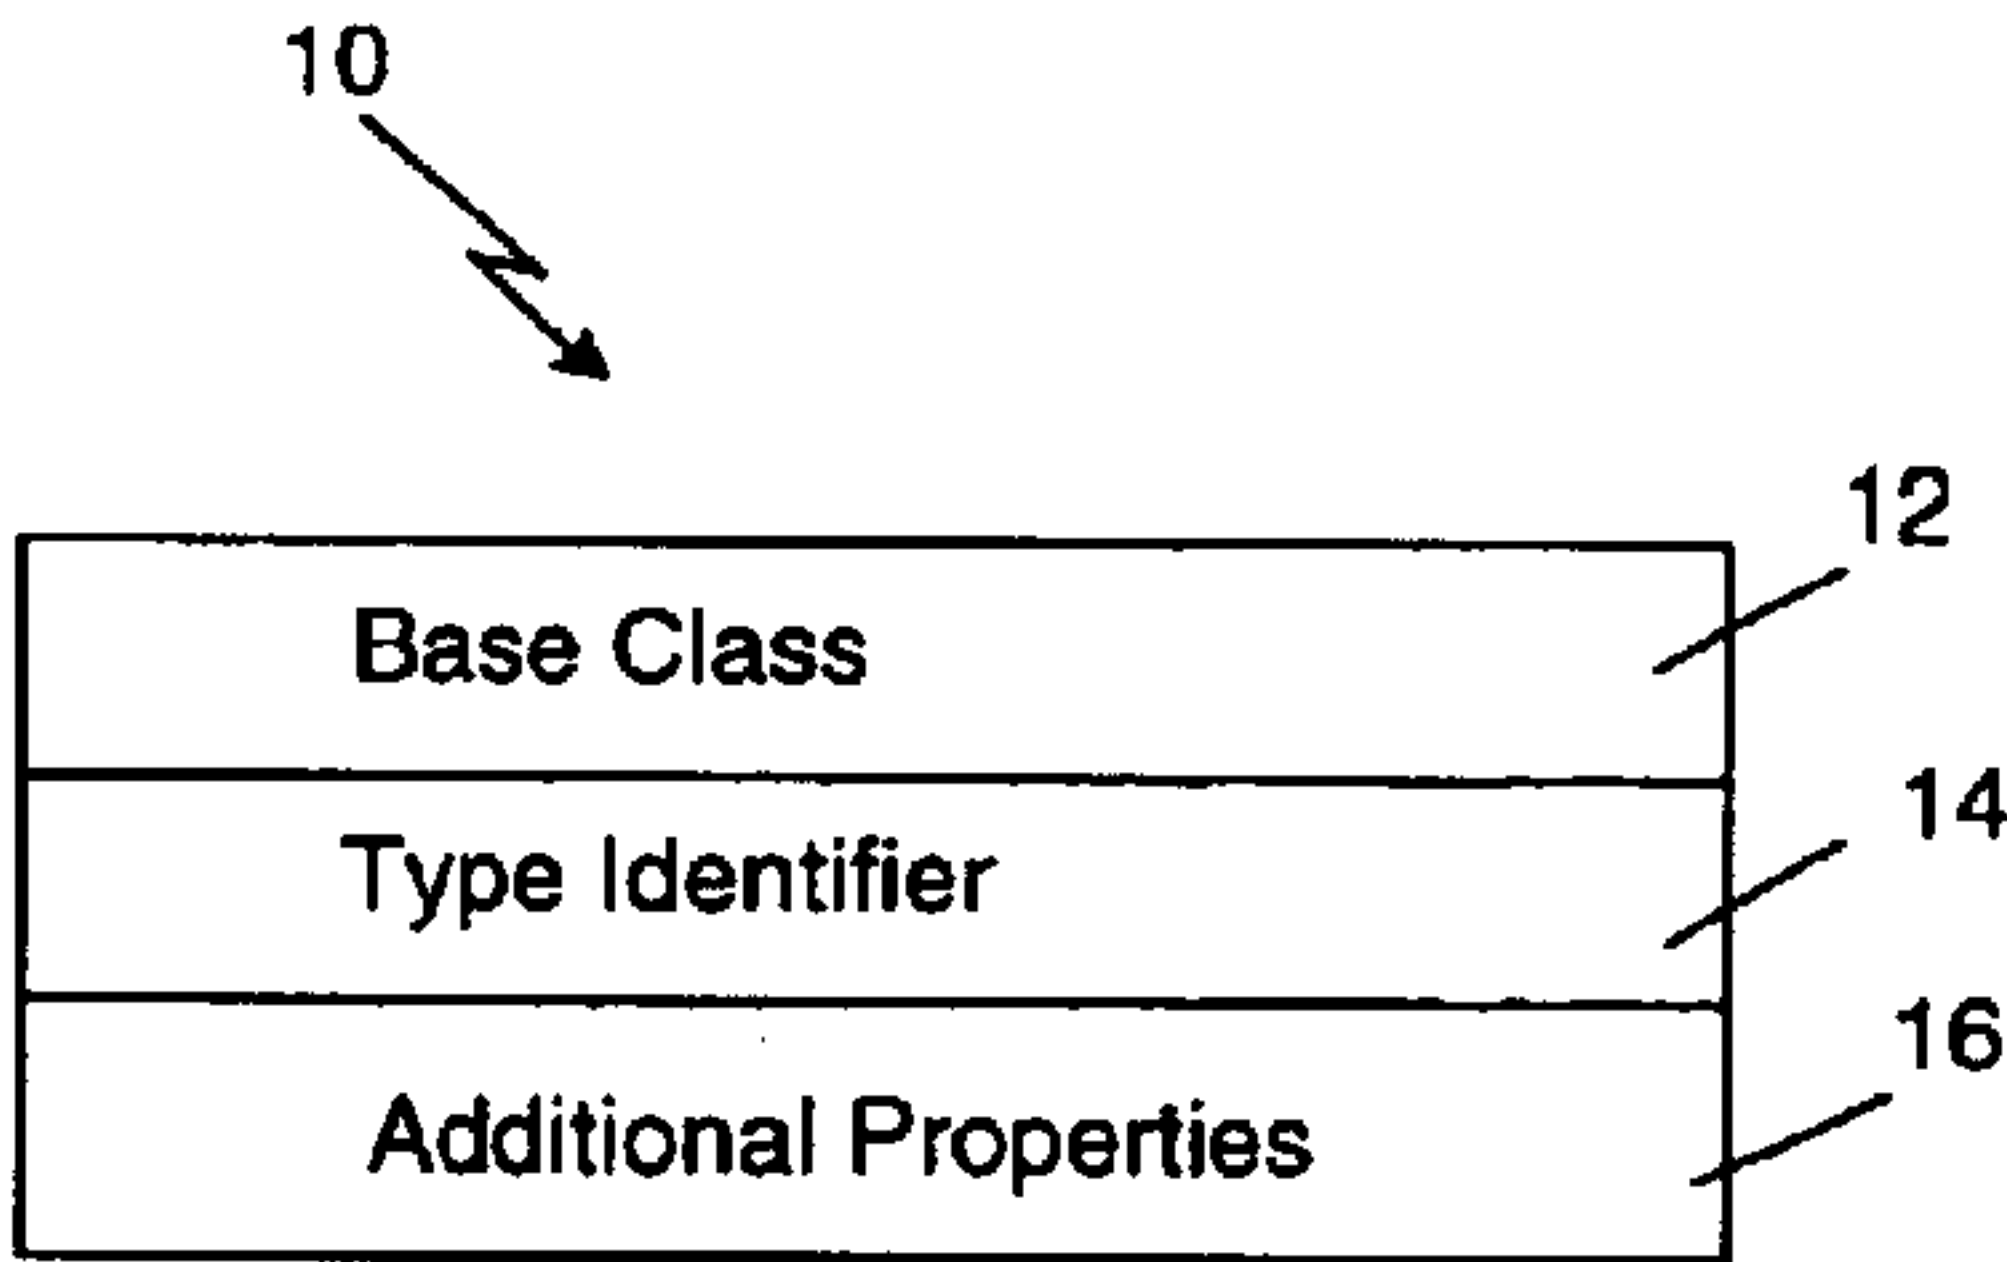 10
12
Base Class
14
Type Identifier
16
Additional Properties